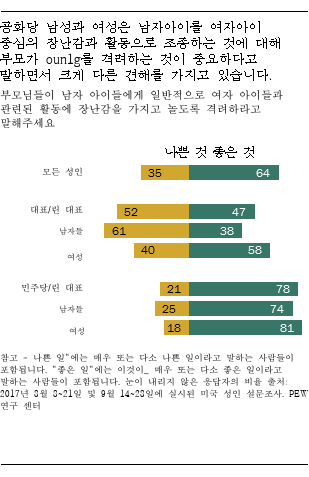 공화당 남성과 여성은 남자아이를 여자아이
중심의 장난감과 활동으로 조종하는 것에 대해
부모가 oun1g를 격려하는 것이 중요하다고
말하면서 크게 다른 견해를 가지고 있습니다.
부모님들이 남자 아이들에게 일반적으로 여자 아이들과
관련된 활동에 장난감을 가지고 놀도록 격려하라고
말해주세요
나쁜 것 좋은 것
모든 성인 35 64
대표/린 대표 52 47
남자들 61 38
여성 40 58
민주당/린 대표 21 78
남자들 25 74
여성 18 81
참고 - 나쁜 일"에는 매우 또는 다소 나쁜 일이라고 말하는 사람들이
포함됩니다. "좋은 일"에는 이것이_ 매우 또는 다소 좋은 일이라고
말하는 사람들이 포함됩니다. 눈이 내리지 않은 응답자의 비율 출처:
2017년 8월 8~21일 및 9월 14~28일에 실시된 미국 성인 설문조사. PEW
연구 센터